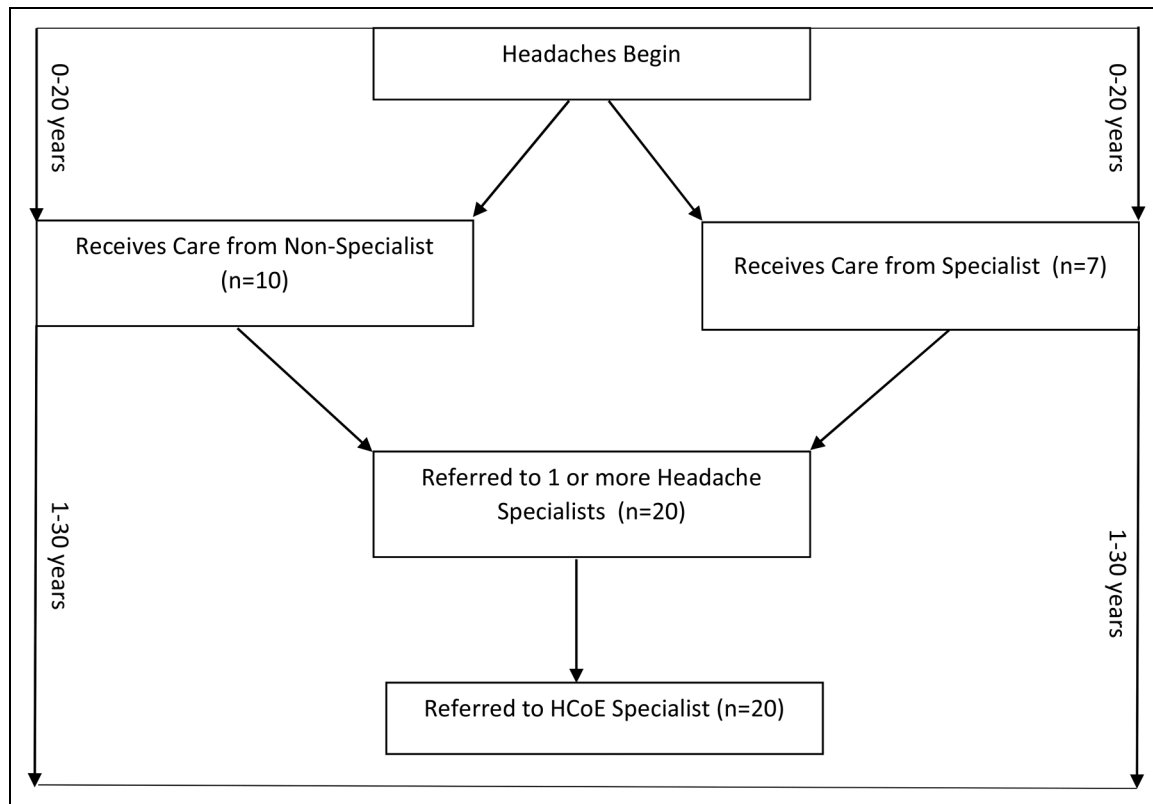 Headaches Begin
0-20 years
0-20 years
Receives Care from Non-Specialist
(n=10)
Receives Care from Specialist (n=7)
Referred to 1 or more Headache
Specialists (n=20)
1-30 years
1-30 years
Referred to HCoE Specialist (n=20)